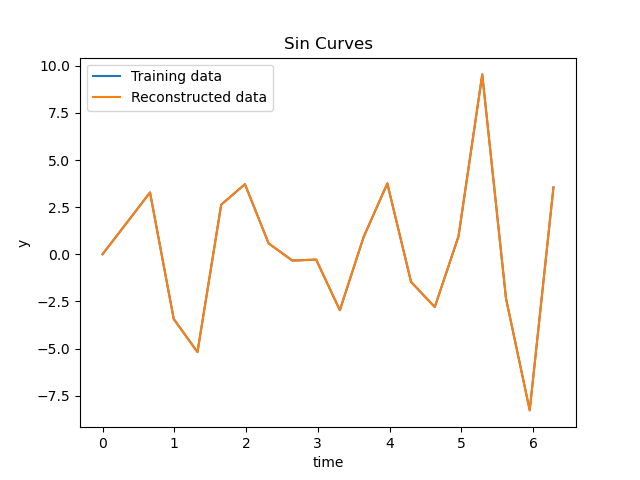 Sin Curves
Training data
Reconstructed data
10.0
7.5
5.0
2.5
0.0
−2.5
−5.0
−7.5
y
0 1 2 3 4 5 6
time